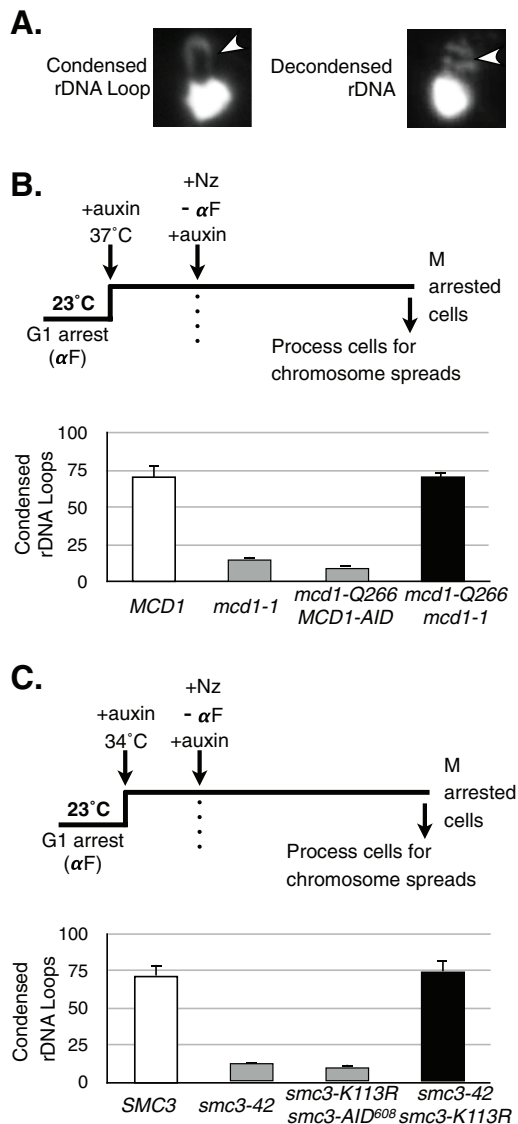 A.
Condensed
rDNA Loop
Decondensed
rDNA
B.
+Nz
+auxin - αF
37˚C +auxin
M
23˚C arrested
G1 arrest cells
(αF)
Process cells for
chromosome spreads
Condensed
rDNA Loops
100
75
50
25
0
MCD1 mcd1-1 mcd1-Q266 mcd1-Q266
MCD1-AID mcd1-1
C.
+Nz
+auxin - αF
34˚C +auxin
M
23˚C arrested
G1 arrest cells
(αF)
Process cells for
chromosome spreads
Condensed
rDNA Loops
100
75
50
25
0
SMC3 smc3-42 smc3-K113R smc3-42
smc3-AID⁶⁰⁸ smc3-K113R